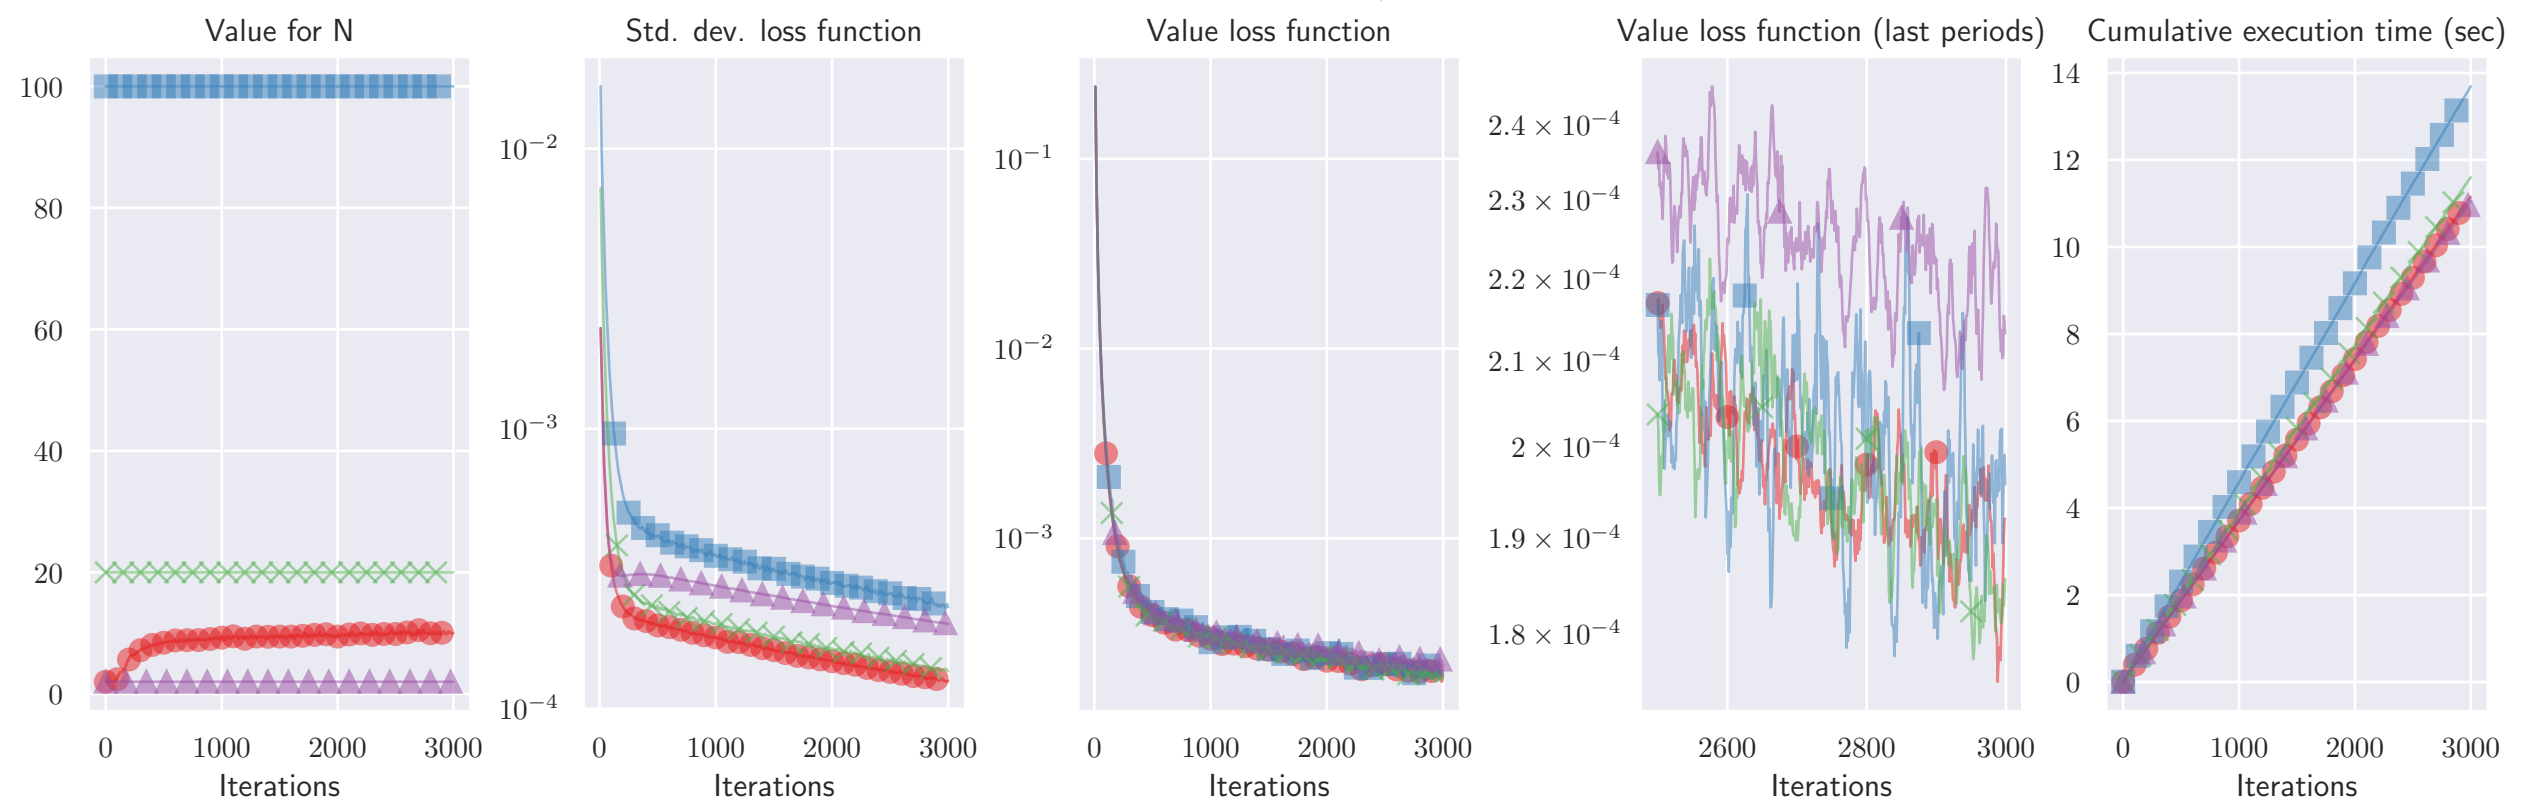 Value for N
Std. dev. loss function
Value loss function
Value loss function (last periods)
Cumulative execution time (sec)
100
80
60
40
20
0
0 1000 2000 3000
Iterations
10⁻²
10⁻³
10⁻⁴
0 1000 2000 3000
Iterations
10⁻¹
10⁻²
10⁻³
0 1000 2000 3000
Iterations
2.4 × 10⁻⁴
2.3 × 10⁻⁴
2.2 × 10⁻⁴
2.1 × 10⁻⁴
2 × 10⁻⁴
1.9 × 10⁻⁴
1.8 × 10⁻⁴
2600 2800 3000
Iterations
14
12
10
8
6
4
2
0
0 1000 2000 3000
Iterations